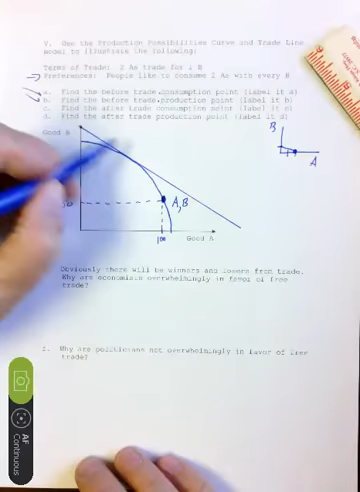 V. Use the Production Possibilities Curve and Trade Line
model to illustrate the following:
Terms of Trade: 2 As trade for 1 B
Preferences: People like to consume 2 As with every B
a. Find the before trade consumption point (label it a)
b. Find the before trade production point (label it b)
c. Find the after trade consumption point (label it c)
d. Find the after trade production point (label it d)
Good B
B
A
A,B
50
100
Good A
Obviously there will be winners and losers from trade.
Why are economists overwhelmingly in favor of free
trade?
f. Why are politicians not overwhelmingly in favor of free
trade?
AF
Continuous